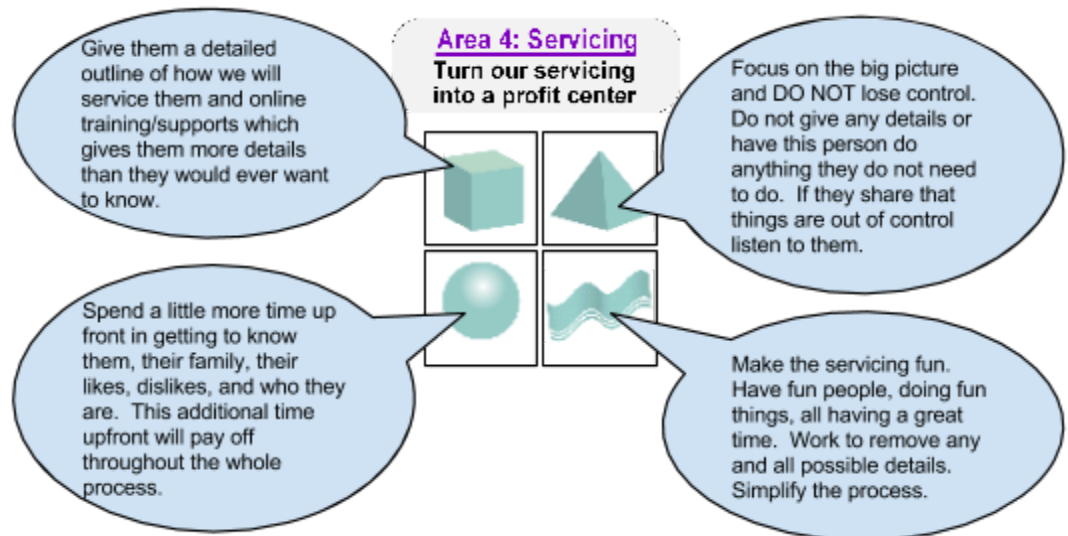 Area 4: Servicing
Turn our servicing
into a profit center
Give them a detailed
outline of how we will
service them and online
training/supports which
gives them more details
than they would ever want
to know.
Focus on the big picture
and DO NOT lose control.
Do not give any details or
have this person do
anything they do not need
to do.  If they share that
things are out of control
listen to them.
Spend a little more time up
front in getting to know
them, their family, their
likes, dislikes, and who they
are.  This additional time
upfront will pay off
throughout the whole
process.
Make the servicing fun.
Have fun people, doing fun
things, all having a great
time.  Work to remove any
and all possible details.
Simplify the process.